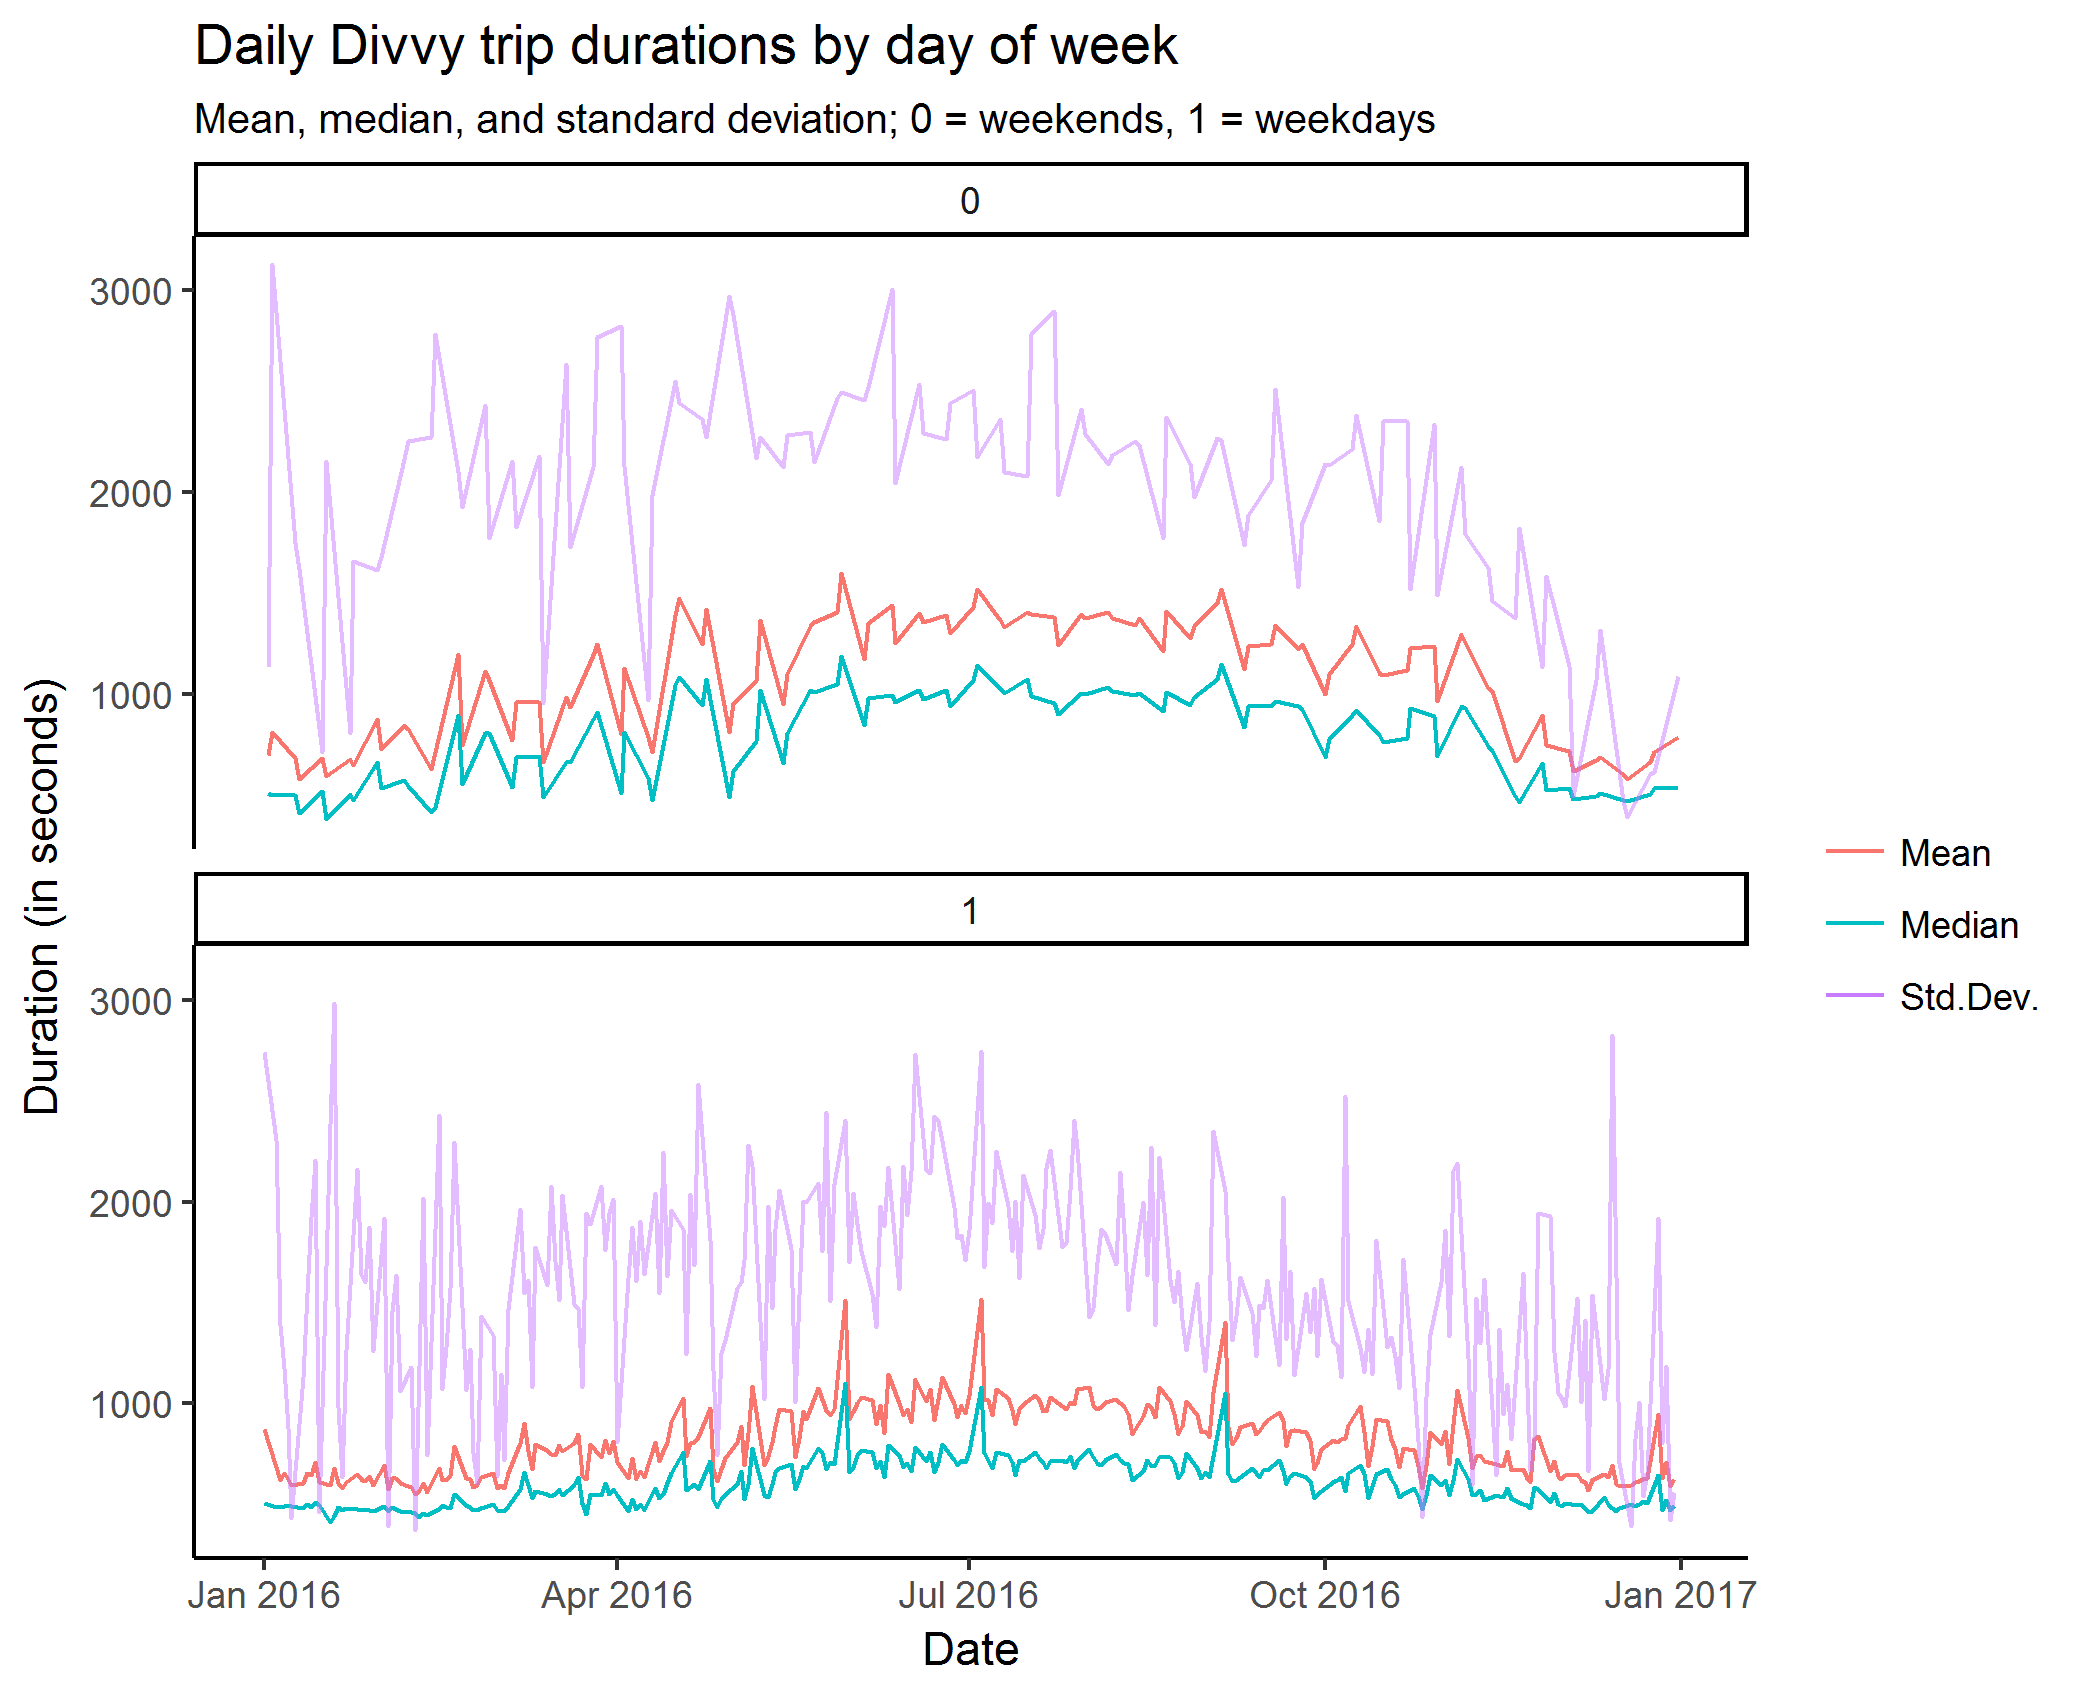 Daily Divvy trip durations by day of week
Mean, median, and standard deviation; 0 = weekends, 1 = weekdays
0
3000
2000
1000
Duration (in seconds)
1
3000
2000
1000
Mean
Median
Std.Dev.
Jan 2016
Apr 2016
Jul 2016
Oct 2016
Jan 2017
Date